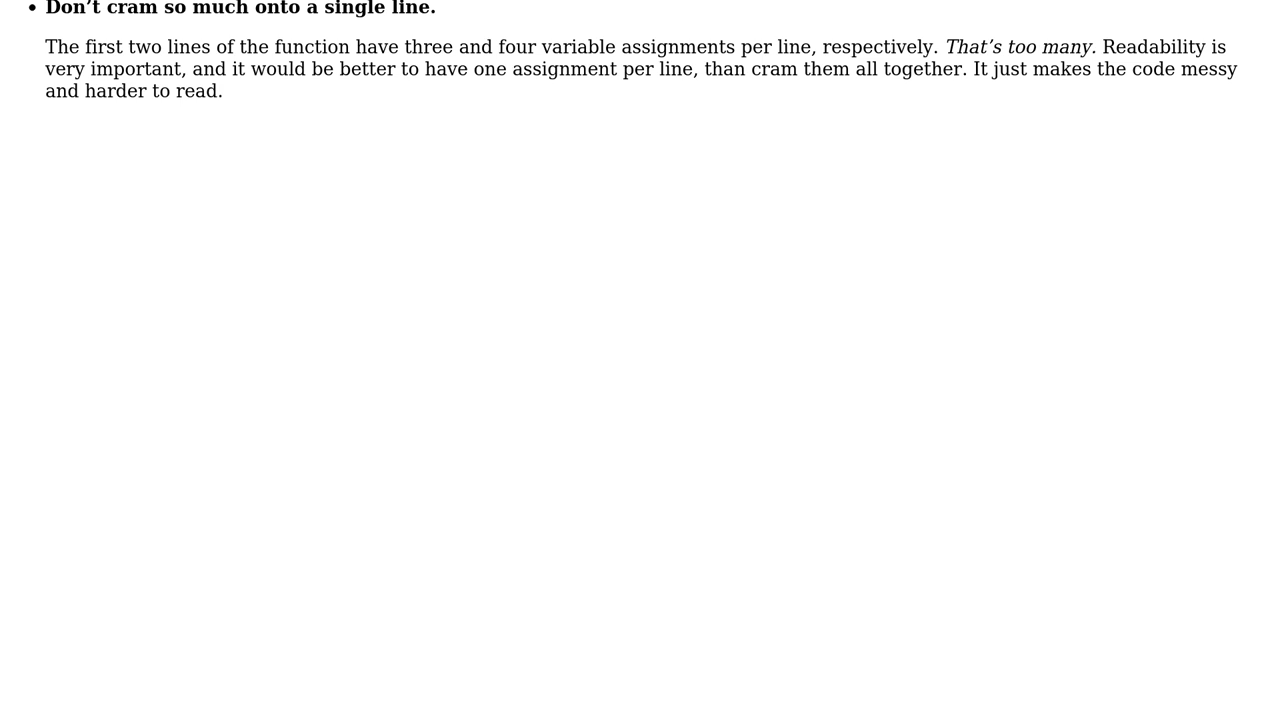 • Don’t cram so much onto a single line.
The first two lines of the function have three and four variable assignments per line, respectively. That’s too many. Readability is
very important, and it would be better to have one assignment per line, than cram them all together. It just makes the code messy
and harder to read.